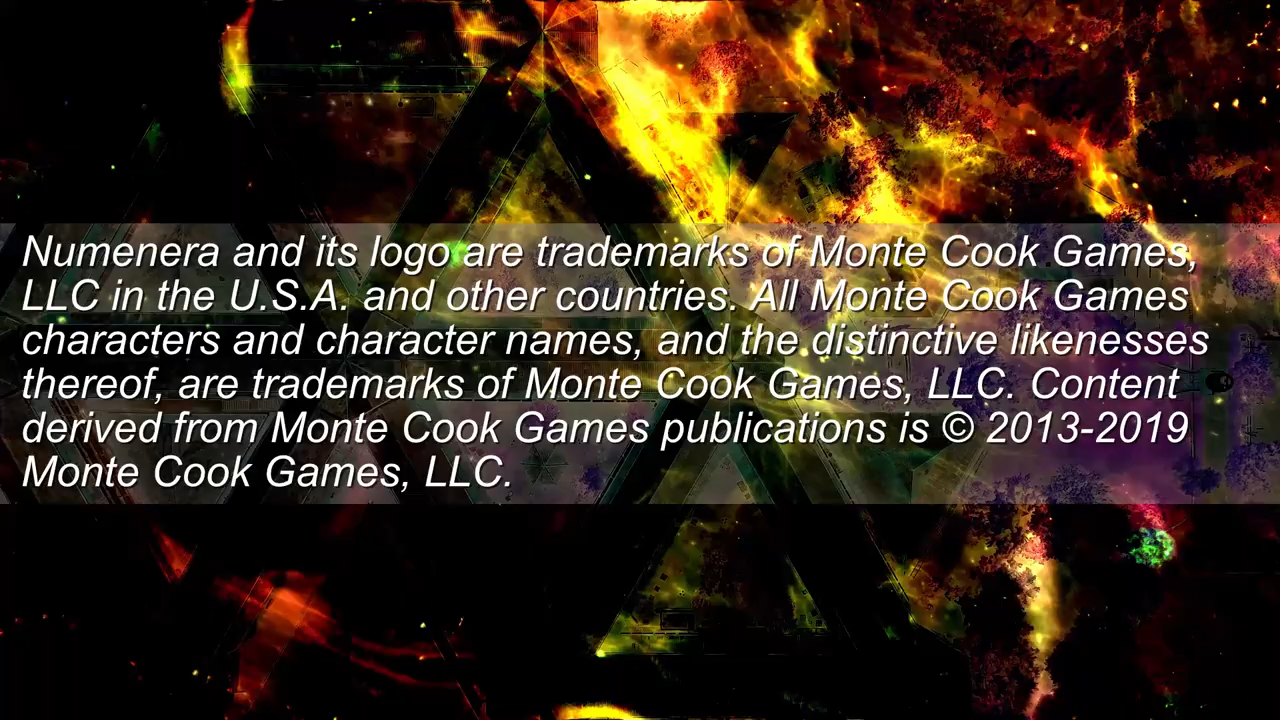 Numenera and its logo are trademarks of Monte Cook Games,
LLC in the U.S.A. and other countries. All Monte Cook Games
characters and character names, and the distinctive likenesses
thereof, are trademarks of Monte Cook Games, LLC. Content
derived from Monte Cook Games publications is © 2013-2019
Monte Cook Games, LLC.